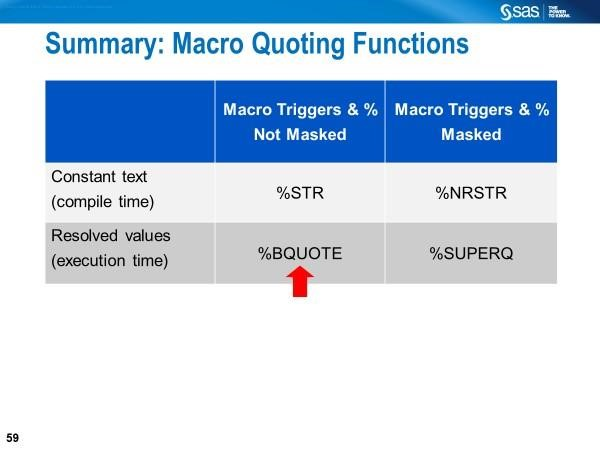 sas THE POWER TO KNOW.
Summary: Macro Quoting Functions
Macro Triggers & % Not Masked
Macro Triggers & % Masked
Constant text (compile time)
%STR
%NRSTR
Resolved values (execution time)
%BQUOTE
%SUPERQ
59